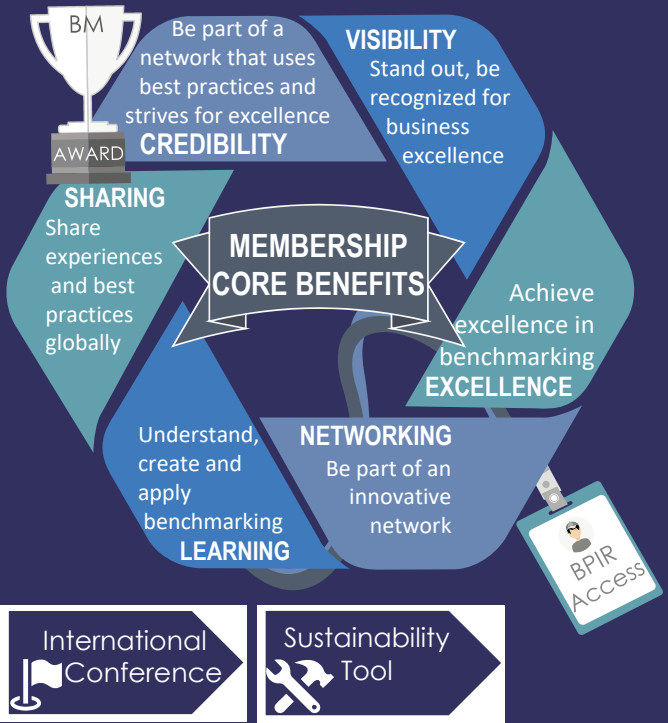 BM
AWARD
Be part of a
network that uses
best practices and
strives for excellence
CREDIBILITY
VISIBILITY
Stand out, be
recognized for
business
excellence
SHARING
Share
experiences
and best
practices
globally
MEMBERSHIP
CORE BENEFITS
Achieve
excellence in
benchmarking
EXCELLENCE
Understand,
create and
apply
benchmarking
LEARNING
NETWORKING
Be part of an
innovative
network
BPIR
Access
International
Conference
Sustainability
Tool